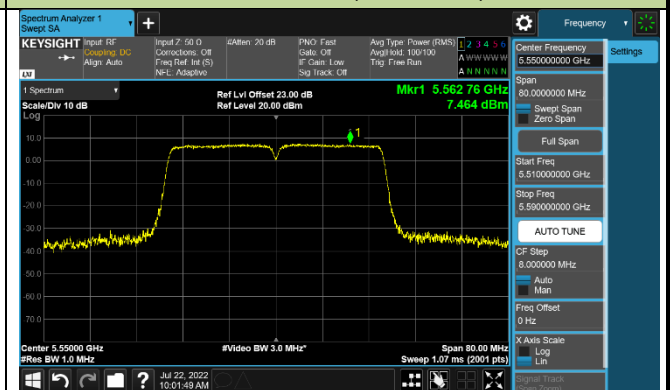 Spectrum Analyzer 1
Swept SA
+
Frequency
KEYSIGHT
Input: RF
Coupling: DC
Align: Auto
Input Z: 50 Ω
Corrections: Off
Freq Ref: Int (S)
NFE: Adaptive
#Atten: 20 dB
PNO: Fast
Gate: Off
IF Gain: Low
Sig Track: Off
Avg Type: Power (RMS)
Avg|Hold: 100/100
Trig: Free Run
1 2 3 4 5 6
A W W W W W
A N N N N N
LXI
1 Spectrum
Scale/Div 10 dB
Log
Ref Lvl Offset 23.00 dB
Ref Level 20.00 dBm
Mkr1 5.562 76 GHz
7.464 dBm
1
10.0
0.00
-10.0
-20.0
-30.0
-40.0
-50.0
-60.0
-70.0
Center 5.55000 GHz
#Res BW 1.0 MHz
#Video BW 3.0 MHz*
Span 80.00 MHz
Sweep 1.07 ms (2001 pts)
Center Frequency
5.550000000 GHz
Settings
Span
80.0000000 MHz
Swept Span
Zero Span
Full Span
Start Freq
5.510000000 GHz
Stop Freq
5.590000000 GHz
AUTO TUNE
CF Step
8.000000 MHz
Auto
Man
Freq Offset
0 Hz
X Axis Scale
Log
Lin
Signal Track
(Span Zoom)
?
Jul 22, 2022
10:01:49 AM